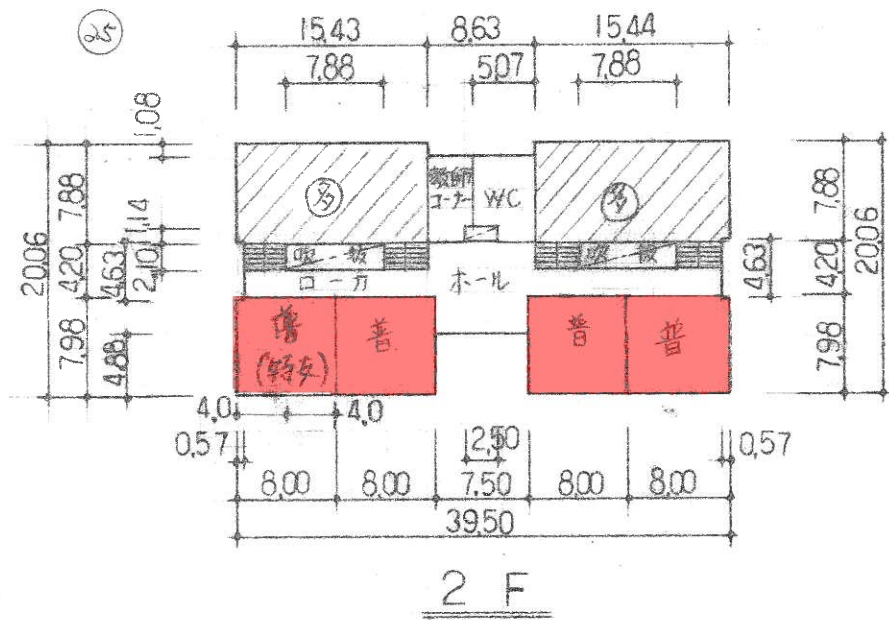 25
15,43 8,63 15,44
7,88 5,07 7,88
1,08
20,06 7,88 4,20 7,98
1,14
4,63 2,10
4,88
多
教師
コーナー WC
多
吹抜 吹抜
ローカ ホール
普
(特支) 普 普 普
7,88 4,20 7,98 20,06
4,63
4,0 4,0
0,57 2,50 0,57
8,00 8,00 7,50 8,00 8,00
39,50
2 F